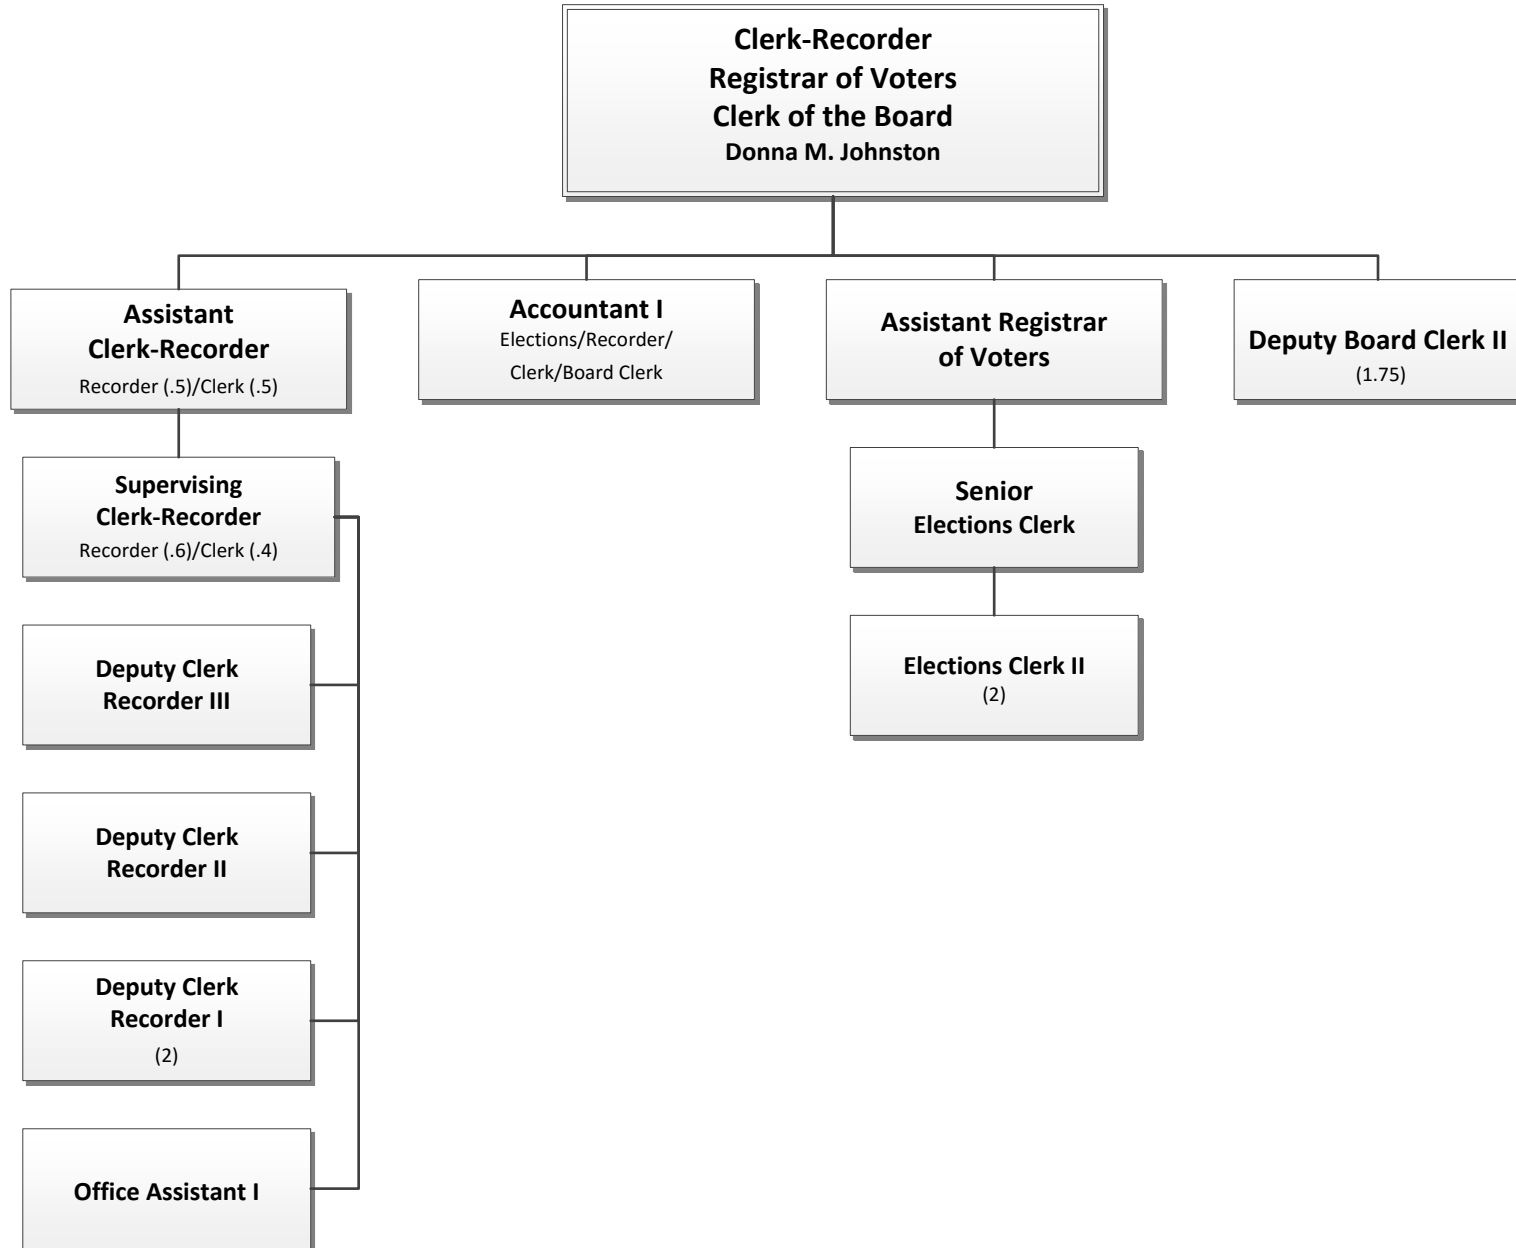 Clerk-Recorder
Registrar of Voters
Clerk of the Board
Donna M. Johnston
Assistant
Clerk-Recorder
Recorder (.5)/Clerk (.5)
Accountant I
Elections/Recorder/
Clerk/Board Clerk
Assistant Registrar
of Voters
Deputy Board Clerk II
(1.75)
Supervising
Clerk-Recorder
Recorder (.6)/Clerk (.4)
Senior
Elections Clerk
Deputy Clerk
Recorder III
Elections Clerk II
(2)
Deputy Clerk
Recorder II
Deputy Clerk
Recorder I
(2)
Office Assistant I